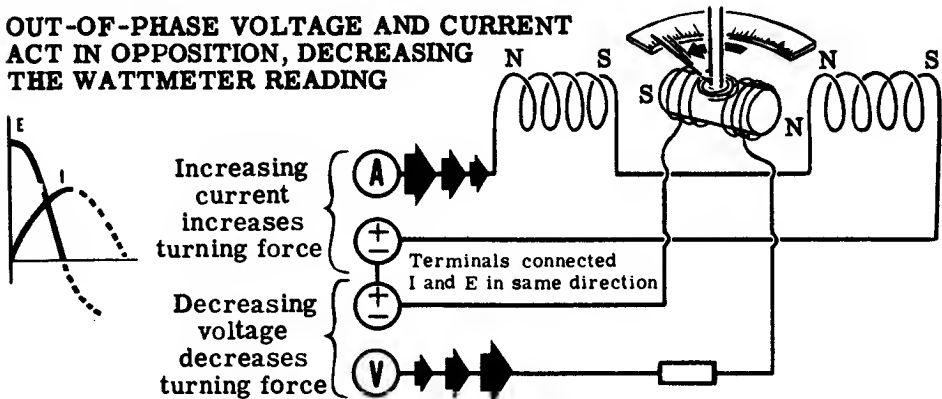 OUT-OF-PHASE VOLTAGE AND CURRENT
ACT IN OPPOSITION, DECREASING
THE WATTMETER READING
N S
S
N
N S
E
I
Increasing
current
increases
turning force
A
+
−
Terminals connected
I and E in same direction
+
−
Decreasing
voltage
decreases
turning force
V